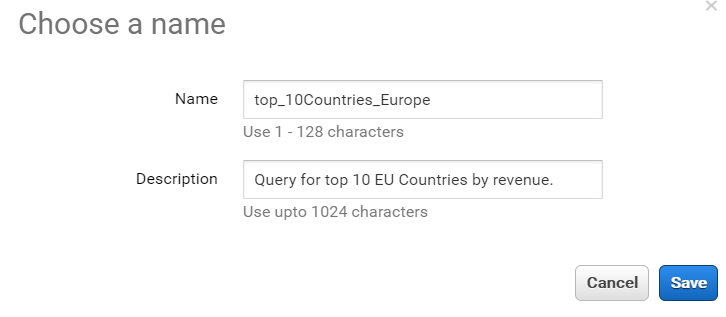 Choose a name
Name
top_10Countries_Europe
Use 1 - 128 characters
Description
Query for top 10 EU Countries by revenue.
Use upto 1024 characters
Cancel
Save